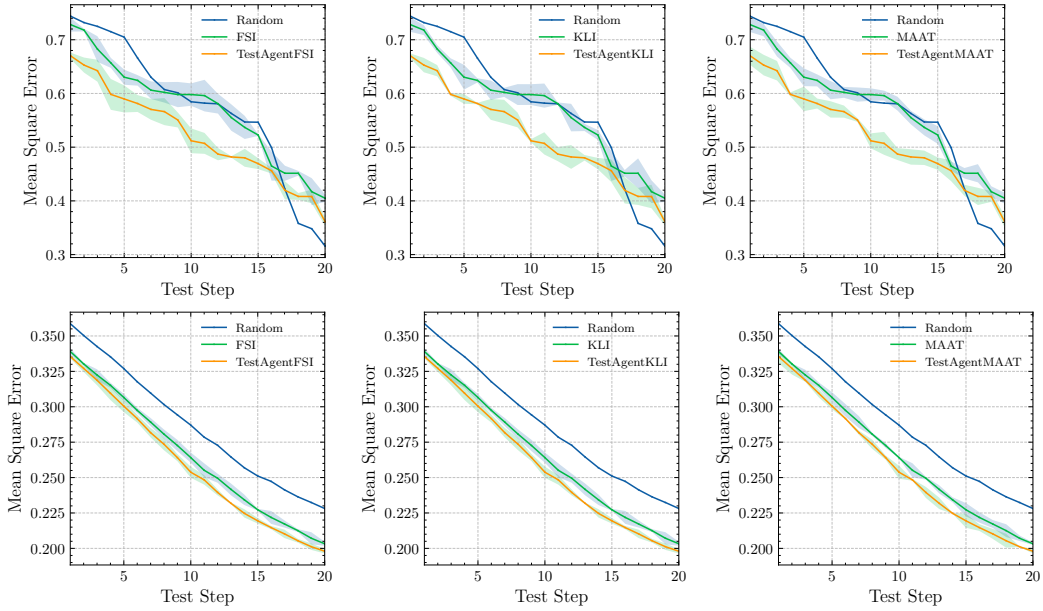 Mean Square Error
0.7
0.6
0.5
0.4
0.3
Random
FSI
TestAgentFSI
5
10
15
20
Test Step
Mean Square Error
0.7
0.6
0.5
0.4
0.3
Random
KLI
TestAgentKLI
5
10
15
20
Test Step
Mean Square Error
0.7
0.6
0.5
0.4
0.3
Random
MAAT
TestAgentMAAT
5
10
15
20
Test Step
Mean Square Error
0.350
0.325
0.300
0.275
0.250
0.225
0.200
Random
FSI
TestAgentFSI
5
10
15
20
Test Step
Mean Square Error
0.350
0.325
0.300
0.275
0.250
0.225
0.200
Random
KLI
TestAgentKLI
5
10
15
20
Test Step
Mean Square Error
0.350
0.325
0.300
0.275
0.250
0.225
0.200
Random
MAAT
TestAgentMAAT
5
10
15
20
Test Step